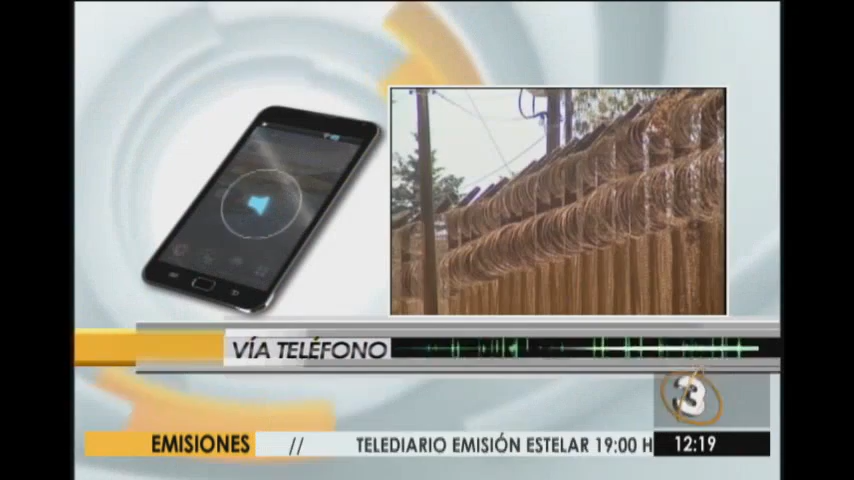 VÍA TELÉFONO
3
EMISIONES // TELEDIARIO EMISIÓN ESTELAR 19:00 H 12:19